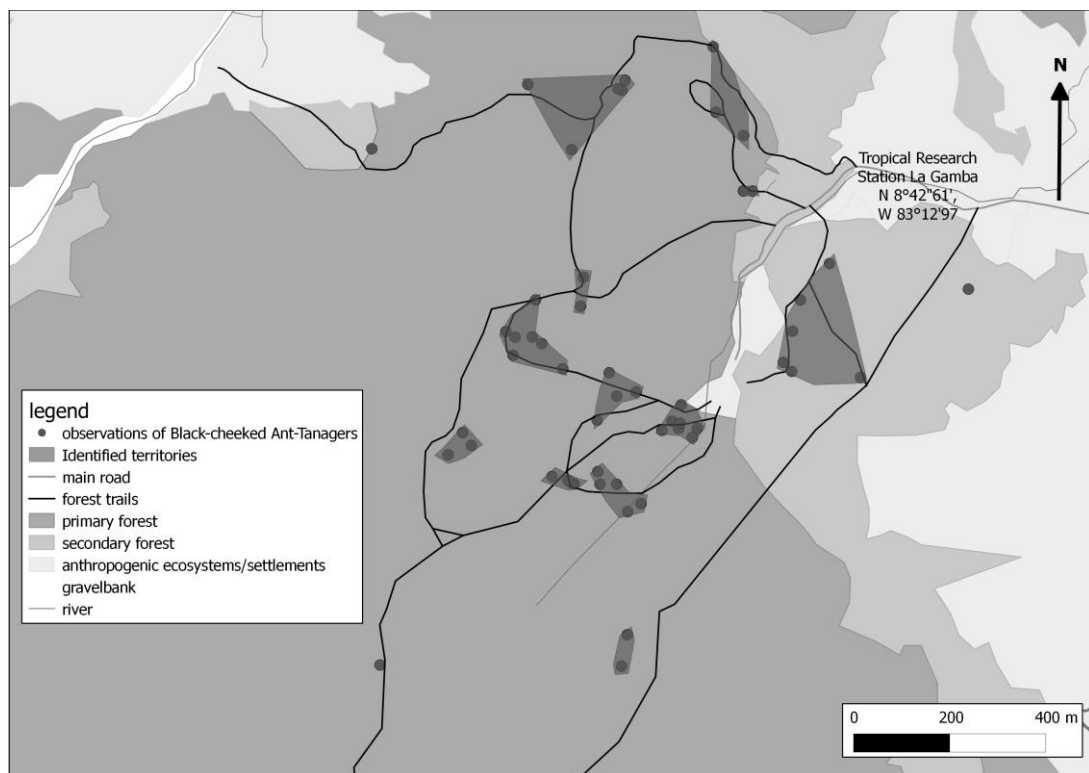 N
Tropical Research
Station La Gamba
N 8°42"61',
W 83°12'97
legend
observations of Black-cheeked Ant-Tanagers
Identified territories
main road
forest trails
primary forest
secondary forest
anthropogenic ecosystems/settlements
gravelbank
river
0 200 400 m